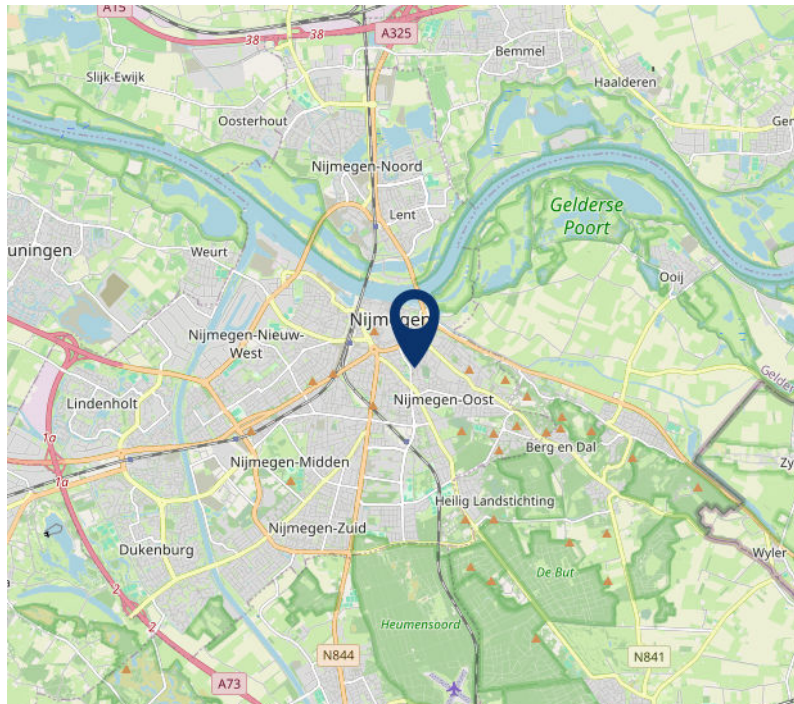 A15
38
38
A325
Bemmel
Slijk-Ewijk
Haalderen
Oosterhout
Nijmegen-Noord
Lent
Gelderse
Poort
uningen
Weurt
Ooij
Nijmegen
Nijmegen-Nieuw-
West
Lindenholt
Nijmegen-Oost
1a
1a
Nijmegen-Midden
Berg en Dal
Heilig Landstichting
Nijmegen-Zuid
Dukenburg
Wyler
De But
2
2
Heumensoord
N844
N841
A73